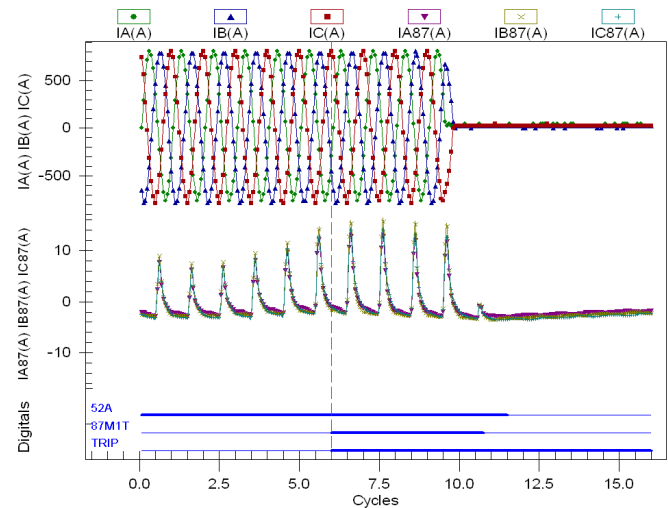 IA(A) IB(A) IC(A) IA87(A) IB87(A) IC87(A)
IA(A) IB(A) IC(A)
500
0
-500
IA87(A) IB87(A) IC87(A)
10
-0
-10
Digitals
52A
87M1T
TRIP
0.0 2.5 5.0 7.5 10.0 12.5 15.0
Cycles